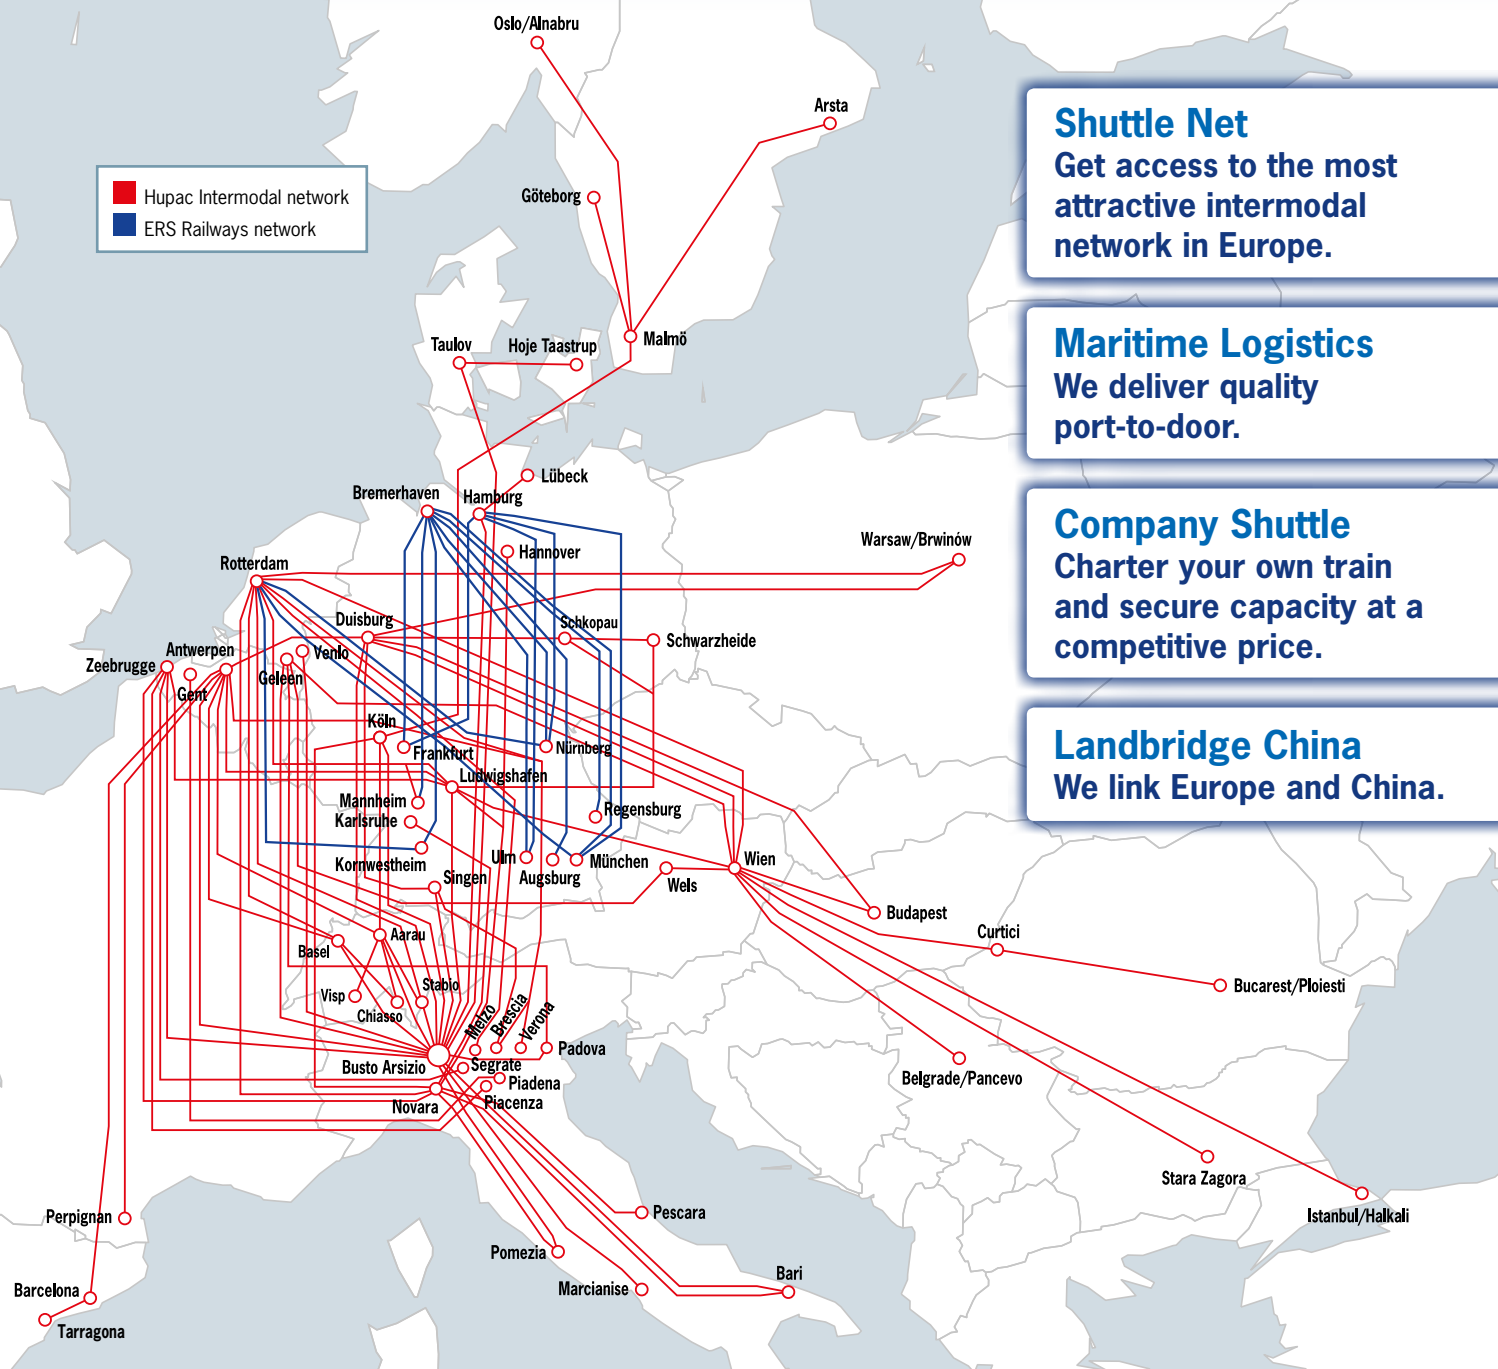 Oslo/Alnabru
Arsta
Shuttle Net
Get access to the most
attractive intermodal
network in Europe.
Hupac Intermodal network
ERS Railways network
Göteborg
Malmö
Taulov
Hoje Taastrup
Maritime Logistics
We deliver quality
port-to-door.
Lübeck
Bremerhaven
Hamburg
Hannover
Warsaw/Brwinów
Company Shuttle
Charter your own train
and secure capacity at a
competitive price.
Rotterdam
Duisburg
Schkopau
Schwarzheide
Antwerpen
Venlo
Zeebrugge
Geleen
Gent
Köln
Frankfurt
Nürnberg
Landbridge China
We link Europe and China.
Ludwigshafen
Mannheim
Karlsruhe
Regensburg
Kornwestheim
Ulm
Augsburg
München
Wien
Singen
Wels
Budapest
Curtici
Aarau
Basel
Bucarest/Ploiesti
Stabio
Visp
Chiasso
Melzo
Brescia
Verona
Padova
Busto Arsizio
Segrate
Piadena
Piacenza
Novara
Belgrade/Pancevo
Stara Zagora
Istanbul/Halkali
Perpignan
Pescara
Pomezia
Marcianise
Bari
Barcelona
Tarragona